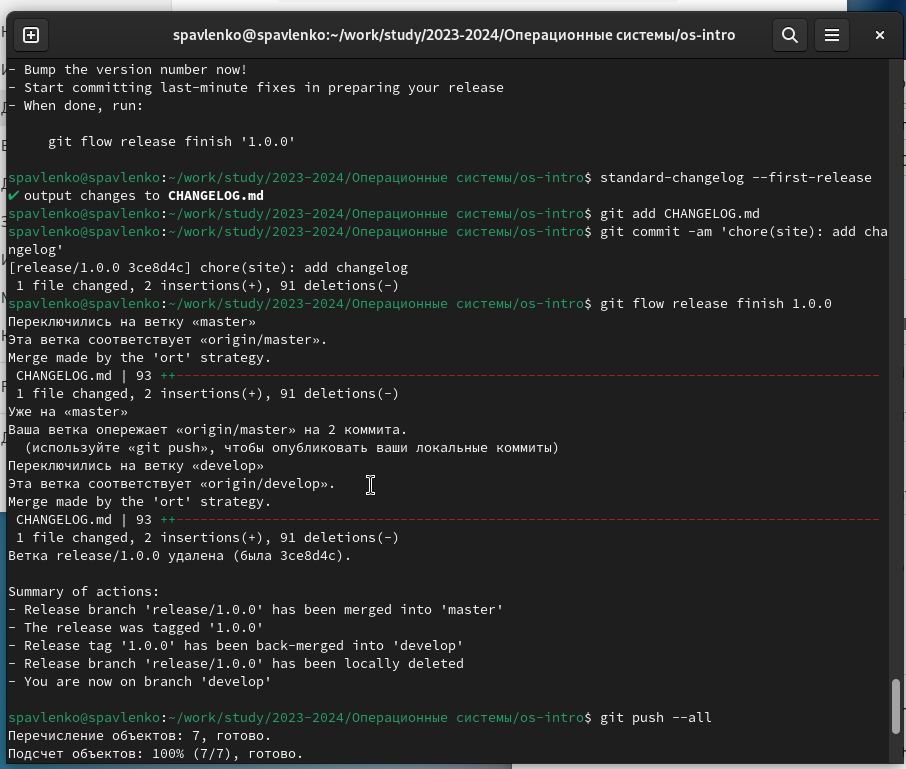 spavlenko@spavlenko:~/work/study/2023-2024/Операционные системы/os-intro
- Bump the version number now!
- Start committing last-minute fixes in preparing your release
- When done, run:
git flow release finish '1.0.0'
spavlenko@spavlenko:~/work/study/2023-2024/Операционные системы/os-intro$ standard-changelog --first-release
✔ output changes to CHANGELOG.md
spavlenko@spavlenko:~/work/study/2023-2024/Операционные системы/os-intro$ git add CHANGELOG.md
spavlenko@spavlenko:~/work/study/2023-2024/Операционные системы/os-intro$ git commit -am 'chore(site): add cha
ngelog'
[release/1.0.0 3ce8d4c] chore(site): add changelog
1 file changed, 2 insertions(+), 91 deletions(-)
spavlenko@spavlenko:~/work/study/2023-2024/Операционные системы/os-intro$ git flow release finish 1.0.0
Переключились на ветку «master»
Эта ветка соответствует «origin/master».
Merge made by the 'ort' strategy.
CHANGELOG.md | 93 ++-----------------------------------------------------------------------------------------
1 file changed, 2 insertions(+), 91 deletions(-)
Уже на «master»
Ваша ветка опережает «origin/master» на 2 коммита.
(используйте «git push», чтобы опубликовать ваши локальные коммиты)
Переключились на ветку «develop»
Эта ветка соответствует «origin/develop».
Merge made by the 'ort' strategy.
CHANGELOG.md | 93 ++-----------------------------------------------------------------------------------------
1 file changed, 2 insertions(+), 91 deletions(-)
Ветка release/1.0.0 удалена (была 3ce8d4c).
Summary of actions:
- Release branch 'release/1.0.0' has been merged into 'master'
- The release was tagged '1.0.0'
- Release tag '1.0.0' has been back-merged into 'develop'
- Release branch 'release/1.0.0' has been locally deleted
- You are now on branch 'develop'
spavlenko@spavlenko:~/work/study/2023-2024/Операционные системы/os-intro$ git push --all
Перечисление объектов: 7, готово.
Подсчет объектов: 100% (7/7), готово.